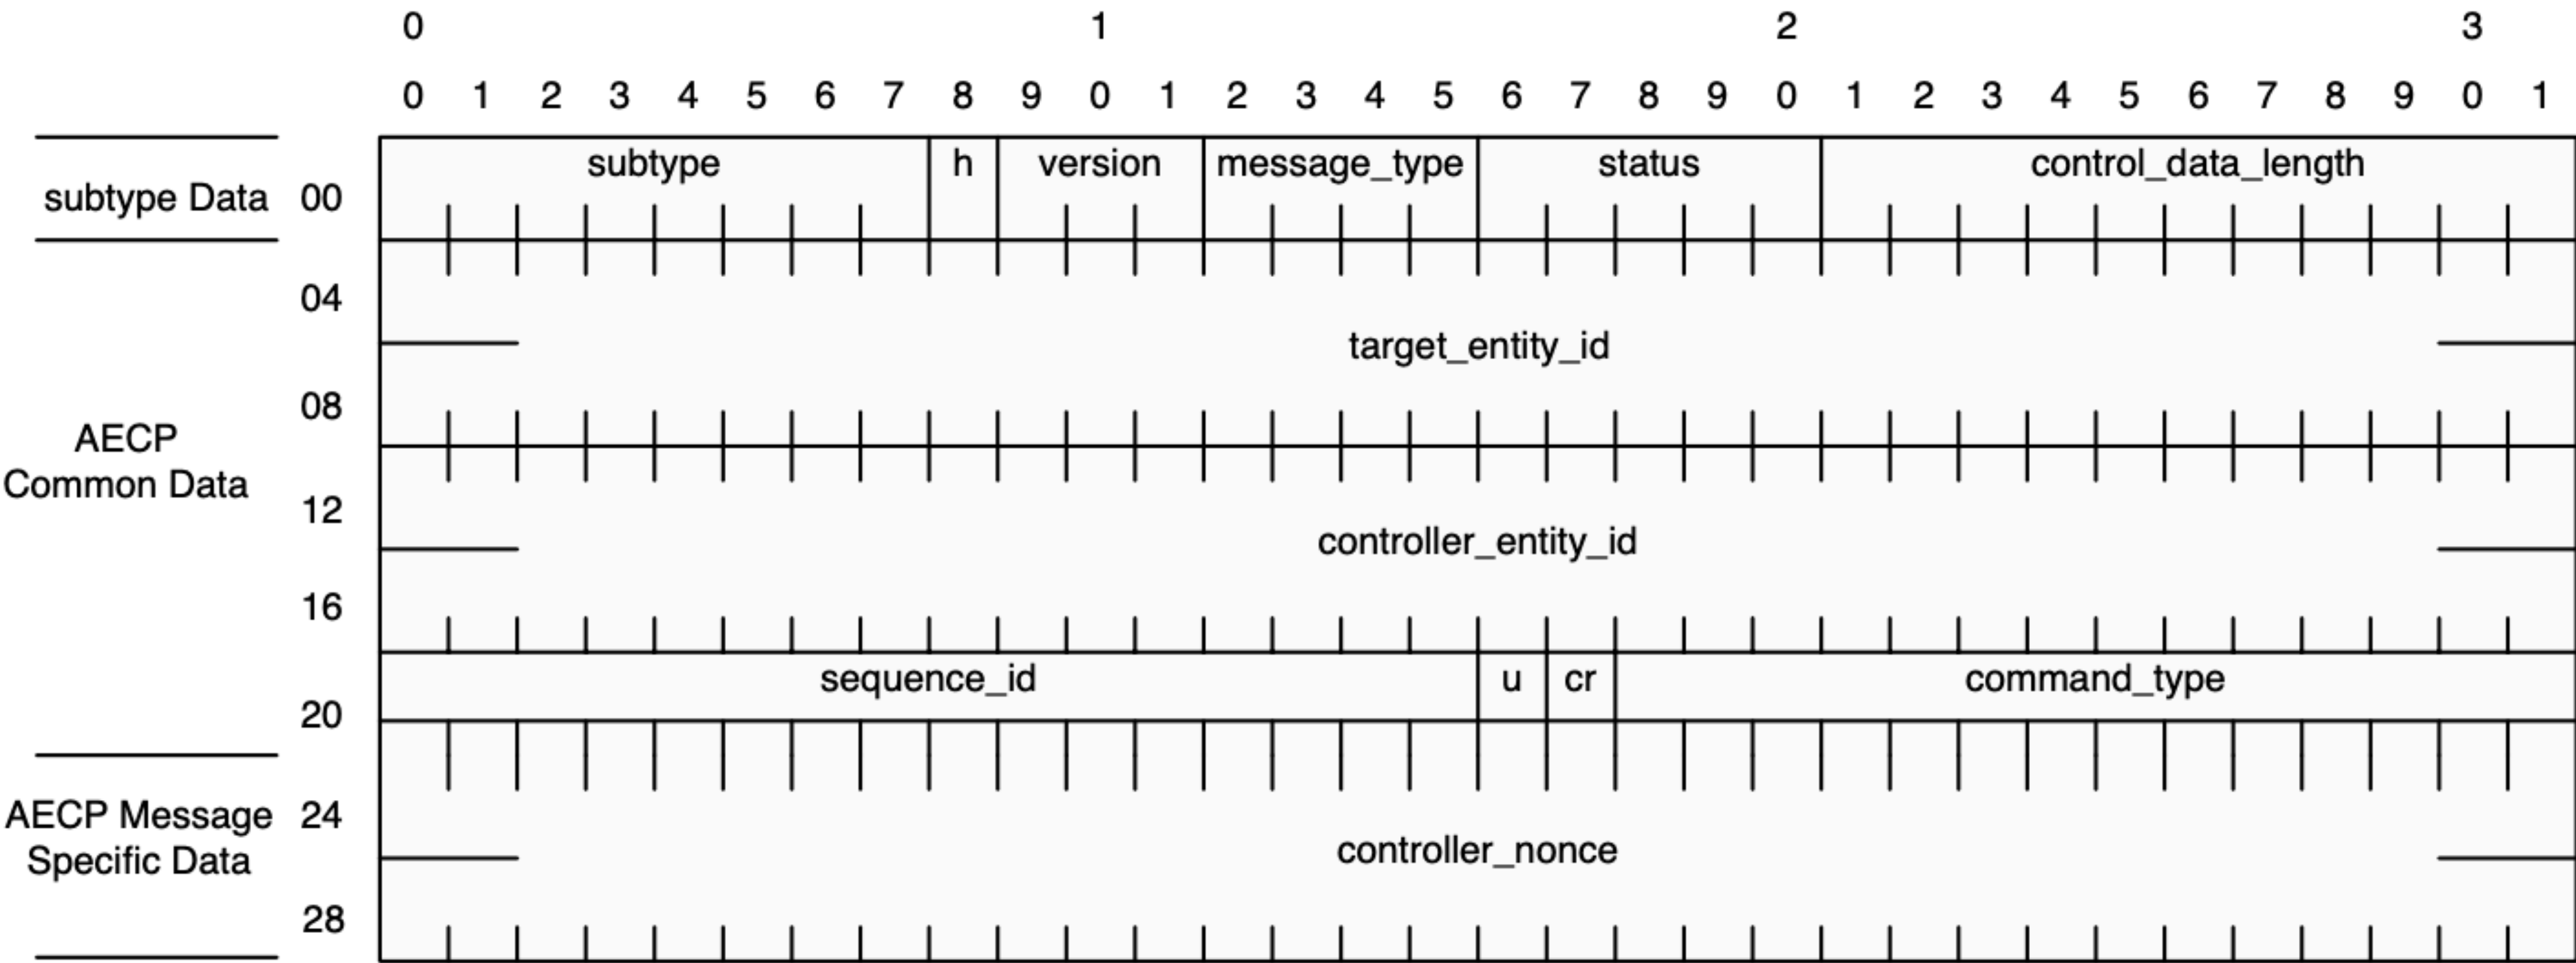 0 1 2 3
0 1 2 3 4 5 6 7 8 9 0 1 2 3 4 5 6 7 8 9 0 1 2 3 4 5 6 7 8 9 0 1
subtype h version message_type status control_data_length
subtype Data 00
04
target_entity_id
08
AECP
Common Data
12
controller_entity_id
16
sequence_id u cr command_type
20
AECP Message
Specific Data
24
controller_nonce
28